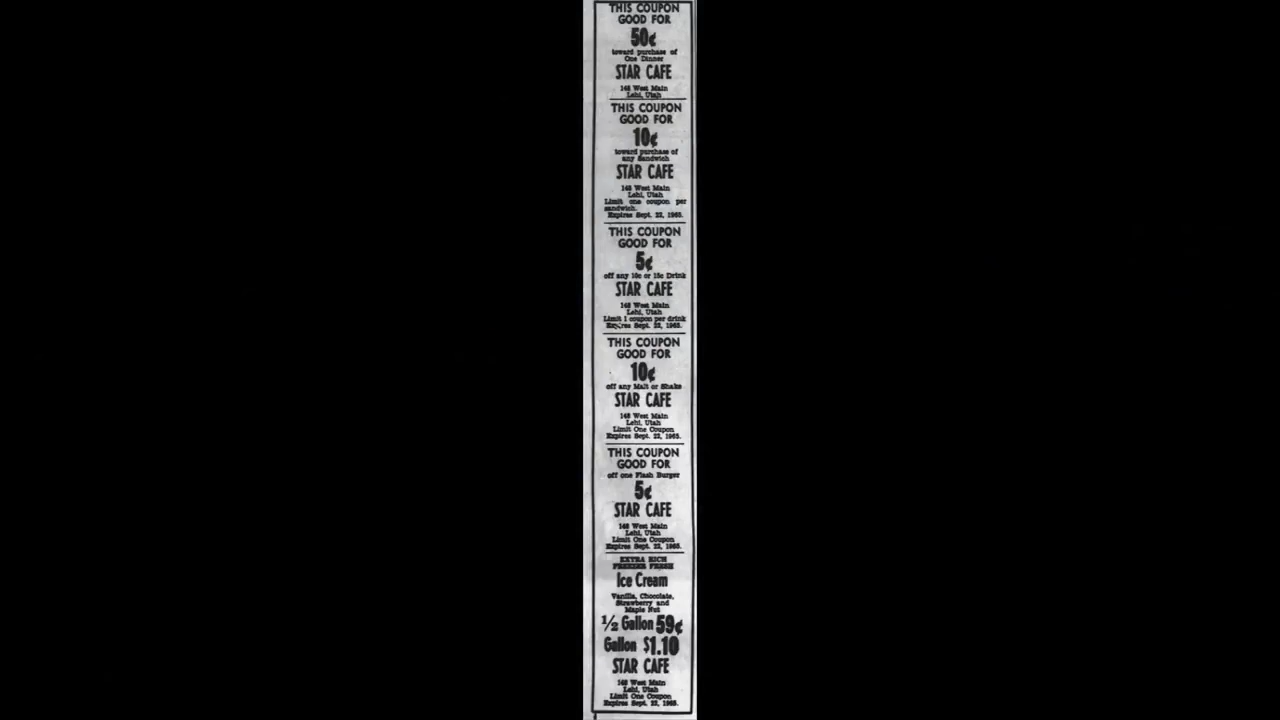 THIS COUPON
GOOD FOR
50¢
toward purchase of
One Dinner
STAR CAFE
148 West Main
Lehi, Utah
THIS COUPON
GOOD FOR
10¢
toward purchase of
any Sandwich
STAR CAFE
148 West Main
Lehi, Utah
Limit one coupon per
sandwich.
Expires Sept. 22, 1965.
THIS COUPON
GOOD FOR
5¢
off any 10c or 15c Drink
STAR CAFE
148 West Main
Lehi, Utah
Limit 1 coupon per drink
Expires Sept. 22, 1965.
THIS COUPON
GOOD FOR
10¢
off any Malt or Shake
STAR CAFE
148 West Main
Lehi, Utah
Limit One Coupon
Expires Sept. 22, 1965.
THIS COUPON
GOOD FOR
off one Flash Burger
5¢
STAR CAFE
148 West Main
Lehi, Utah
Limit One Coupon
Expires Sept. 22, 1965.
EXTRA RICH
FREEZER FRESH
Ice Cream
Vanilla, Chocolate,
Strawberry and
Maple Nut
1/2 Gallon 59¢
Gallon $1.10
STAR CAFE
148 West Main
Lehi, Utah
Limit One Coupon
Expires Sept. 22, 1965.